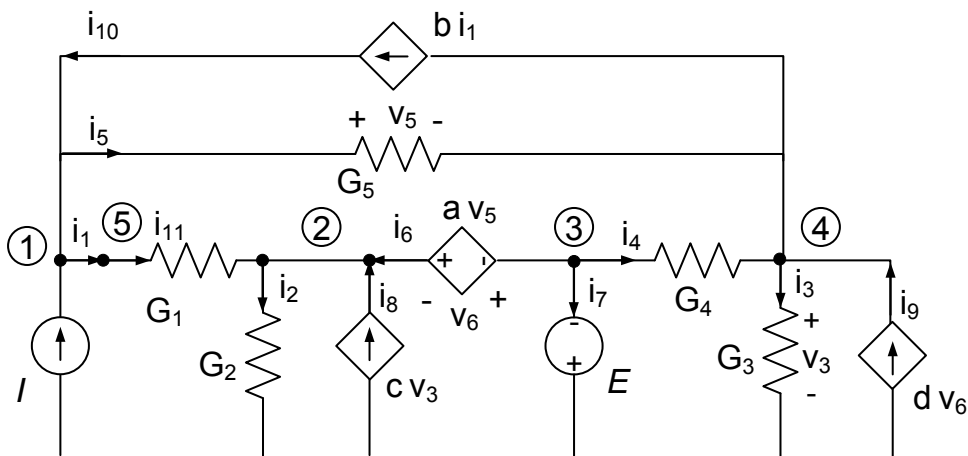 i10 b i1
+ v5 -
i5
G5
1 i1 5 i11 2 i6 a v5 3 i4 4
+ -
G1 i2 i8 - v6 + i7 G4 i3 i9
I G2 c v3 - + E G3 + v3 - d v6